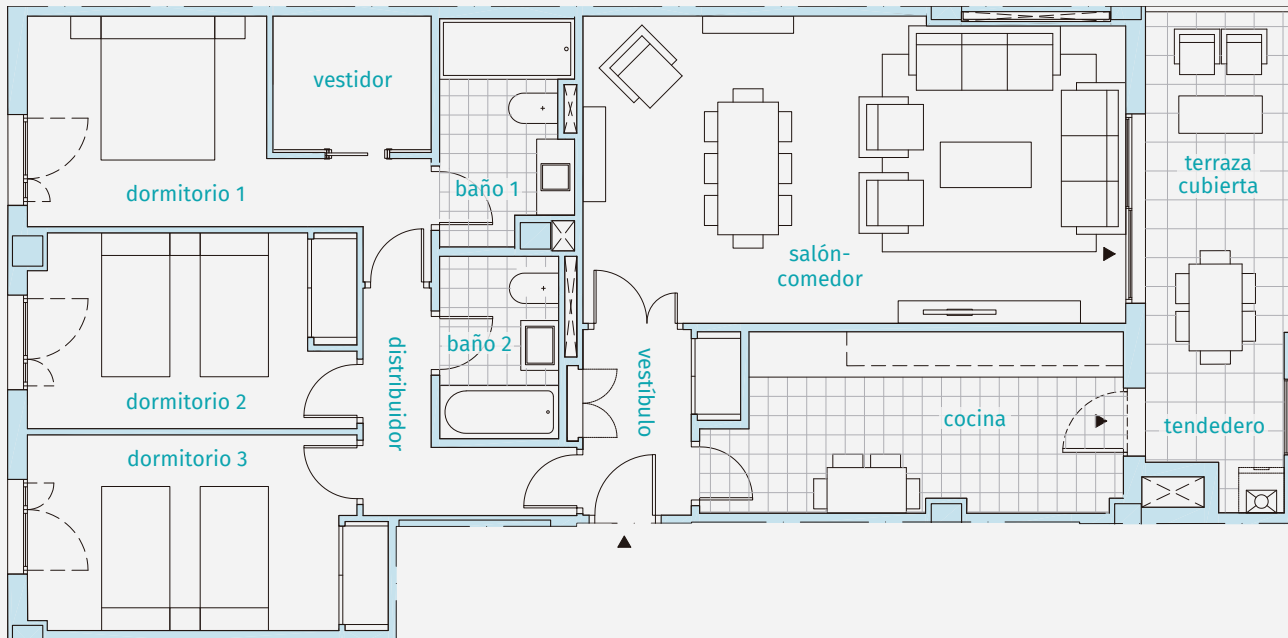 vestidor
dormitorio 1
baño 1
terraza
cubierta
salón-
comedor
distribuidor
baño 2
vestíbulo
dormitorio 2
cocina
tendedero
dormitorio 3